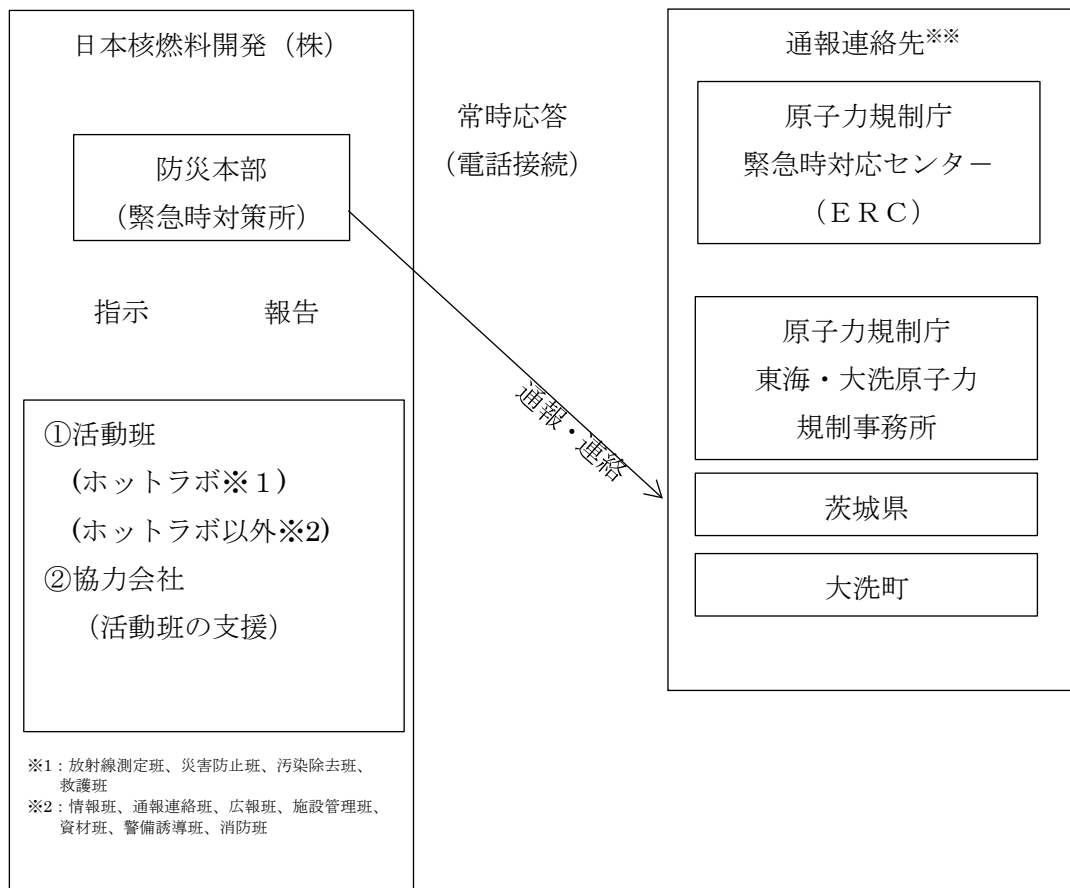 日本核燃料開発（株）
防災本部
（緊急時対策所）
指示　報告
①活動班
(ホットラボ※１)
(ホットラボ以外※2)
②協力会社
（活動班の支援）
※1：放射線測定班、災害防止班、汚染除去班、
救護班
※2：情報班、通報連絡班、広報班、施設管理班、
資材班、警備誘導班、消防班
常時応答
（電話接続）
通報・連絡
通報連絡先※※
原子力規制庁
緊急時対応センター
（ＥＲＣ）
原子力規制庁
東海・大洗原子力
規制事務所
茨城県
大洗町